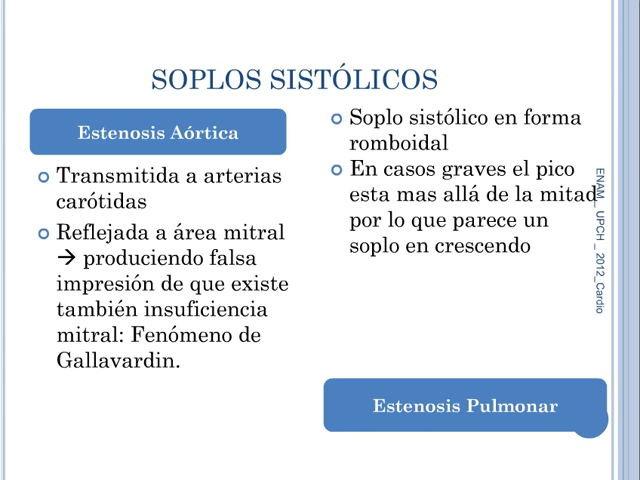 SOPLOS SISTÓLICOS
Estenosis Aórtica
Transmitida a arterias
carótidas
Reflejada a área mitral
→ produciendo falsa
impresión de que existe
también insuficiencia
mitral: Fenómeno de
Gallavardin.
Soplo sistólico en forma
romboidal
En casos graves el pico
esta mas allá de la mitad
por lo que parece un
soplo en crescendo
Estenosis Pulmonar
ENAM_ UPCH _ 2012_Cardio